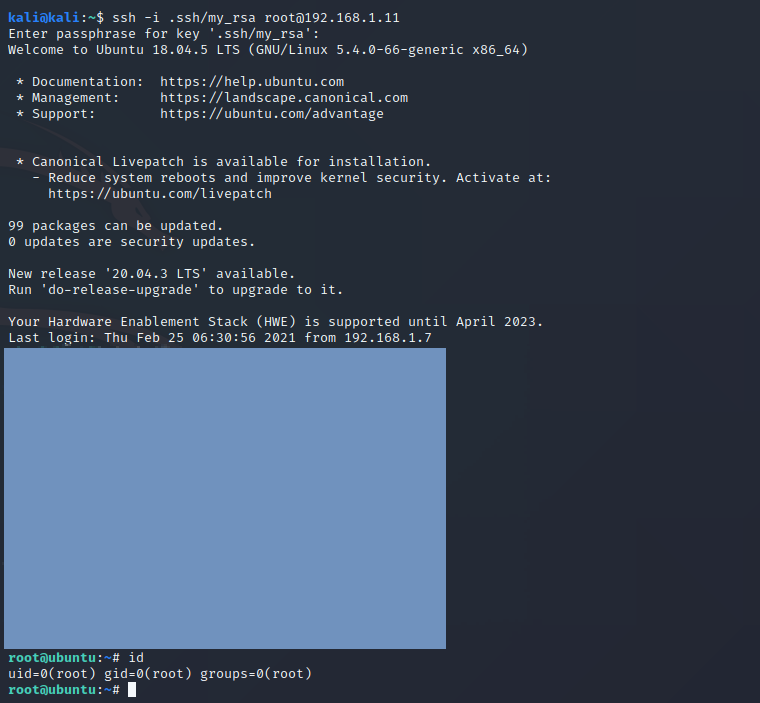 kali@kali:~$ ssh -i .ssh/my_rsa root@192.168.1.11
Enter passphrase for key '.ssh/my_rsa':
Welcome to Ubuntu 18.04.5 LTS (GNU/Linux 5.4.0-66-generic x86_64)
* Documentation:  https://help.ubuntu.com
* Management:     https://landscape.canonical.com
* Support:        https://ubuntu.com/advantage
* Canonical Livepatch is available for installation.
- Reduce system reboots and improve kernel security. Activate at:
https://ubuntu.com/livepatch
99 packages can be updated.
0 updates are security updates.
New release '20.04.3 LTS' available.
Run 'do-release-upgrade' to upgrade to it.
Your Hardware Enablement Stack (HWE) is supported until April 2023.
Last login: Thu Feb 25 06:30:56 2021 from 192.168.1.7
root@ubuntu:~# id
uid=0(root) gid=0(root) groups=0(root)
root@ubuntu:~#